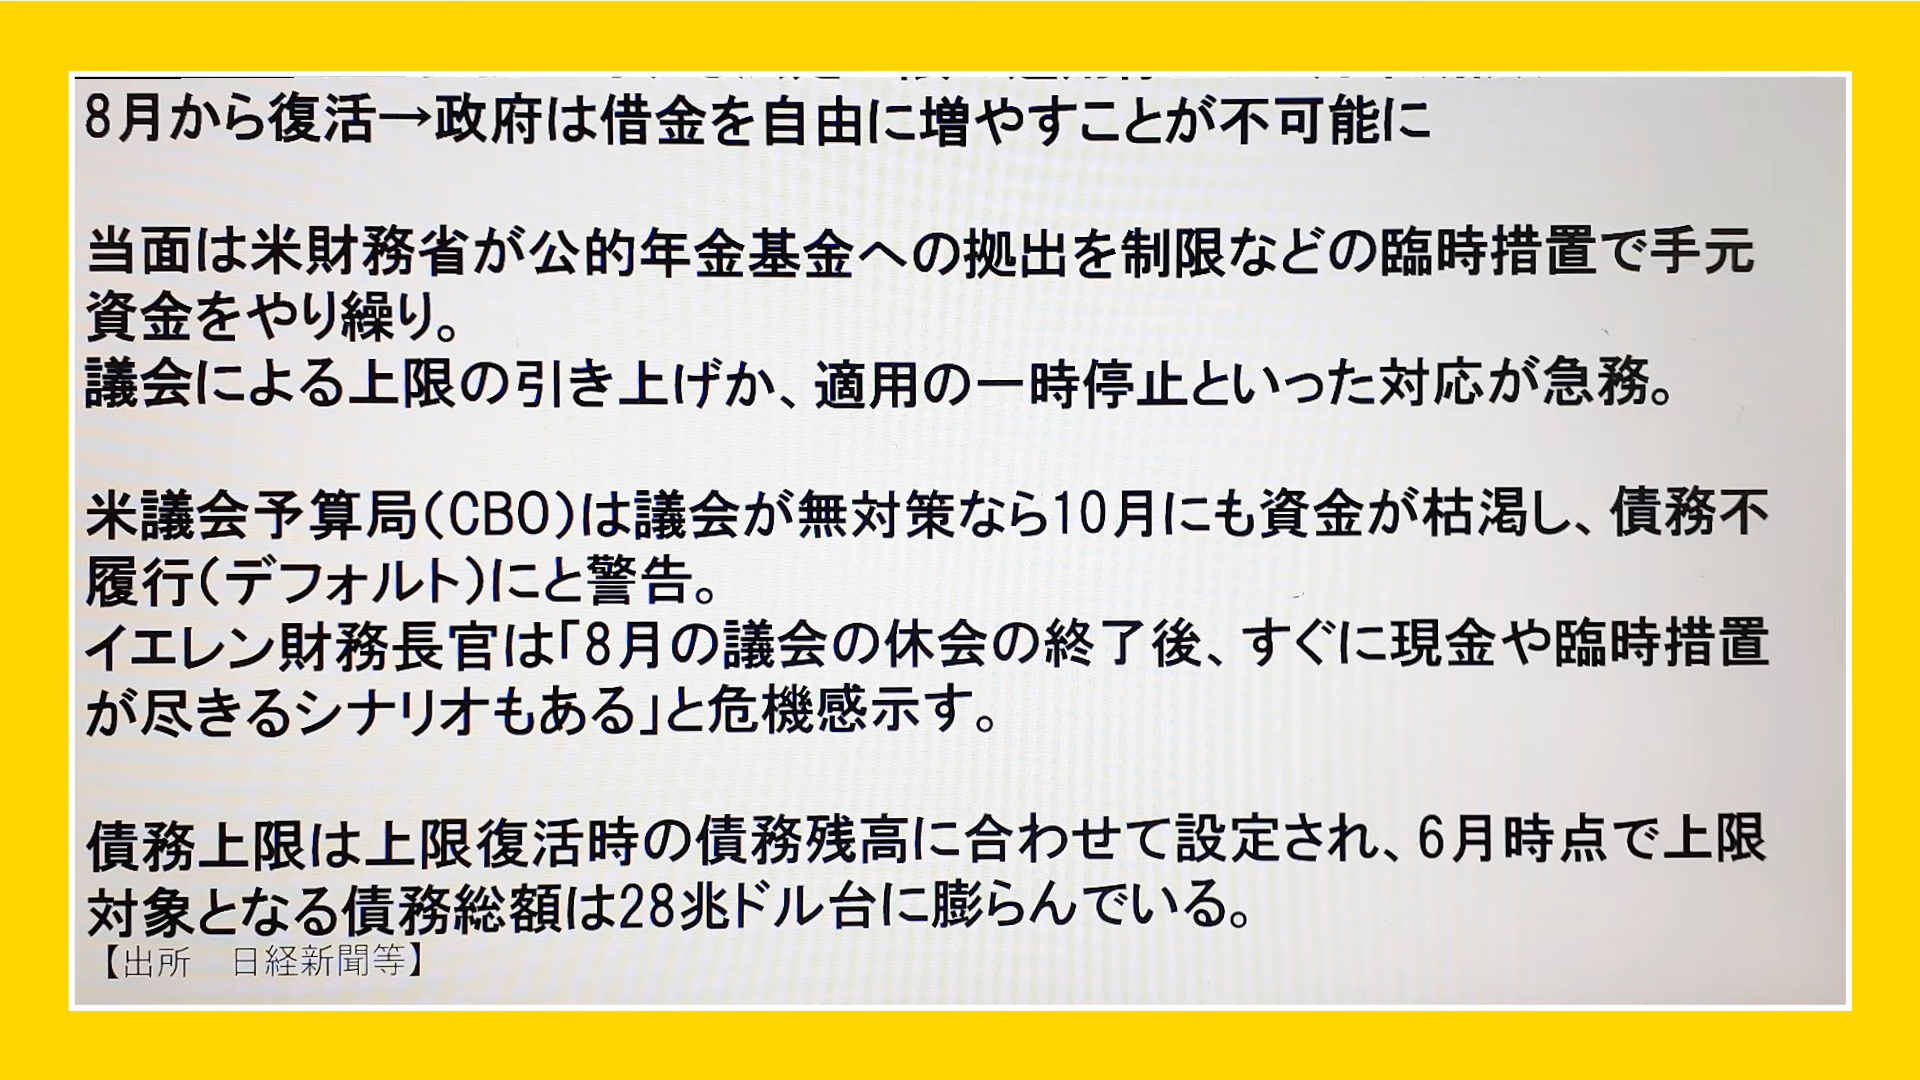 8月から復活→政府は借金を自由に増やすことが不可能に
当面は米財務省が公的年金基金への拠出を制限などの臨時措置で手元
資金をやり繰り。
議会による上限の引き上げか、適用の一時停止といった対応が急務。
米議会予算局(CBO)は議会が無対策なら10月にも資金が枯渇し、債務不
履行(デフォルト)にと警告。
イエレン財務長官は「8月の議会の休会の終了後、すぐに現金や臨時措置
が尽きるシナリオもある」と危機感示す。
債務上限は上限復活時の債務残高に合わせて設定され、6月時点で上限
対象となる債務総額は28兆ドル台に膨らんでいる。
【出所　日経新聞等】